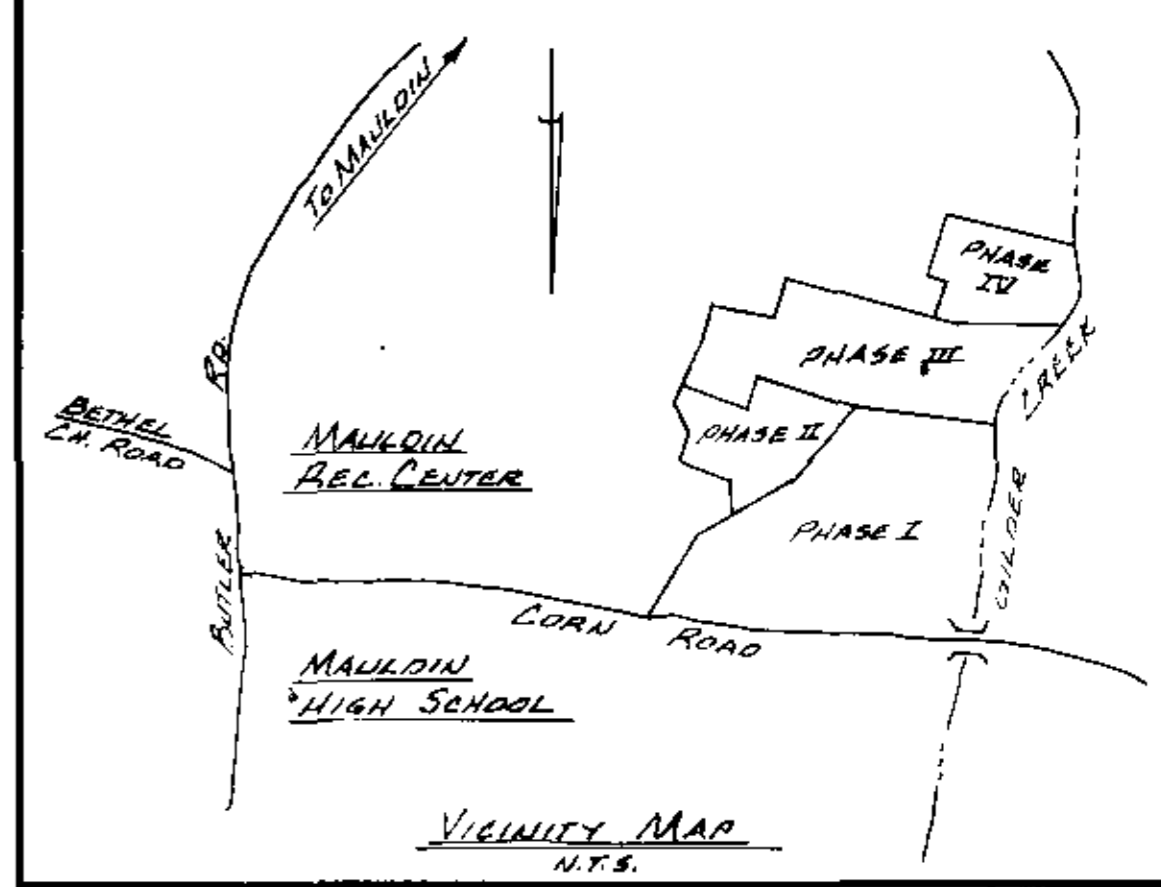 TO MAULDIN
PHASE
IV
RD.
PHASE III
CREEK
BETHEL
CH. ROAD
MAULDIN
REC. CENTER
PHASE II
PHASE I
GILDER
BUTLER
CORN ROAD
MAULDIN
HIGH SCHOOL
VICINITY MAP
N.T.S.